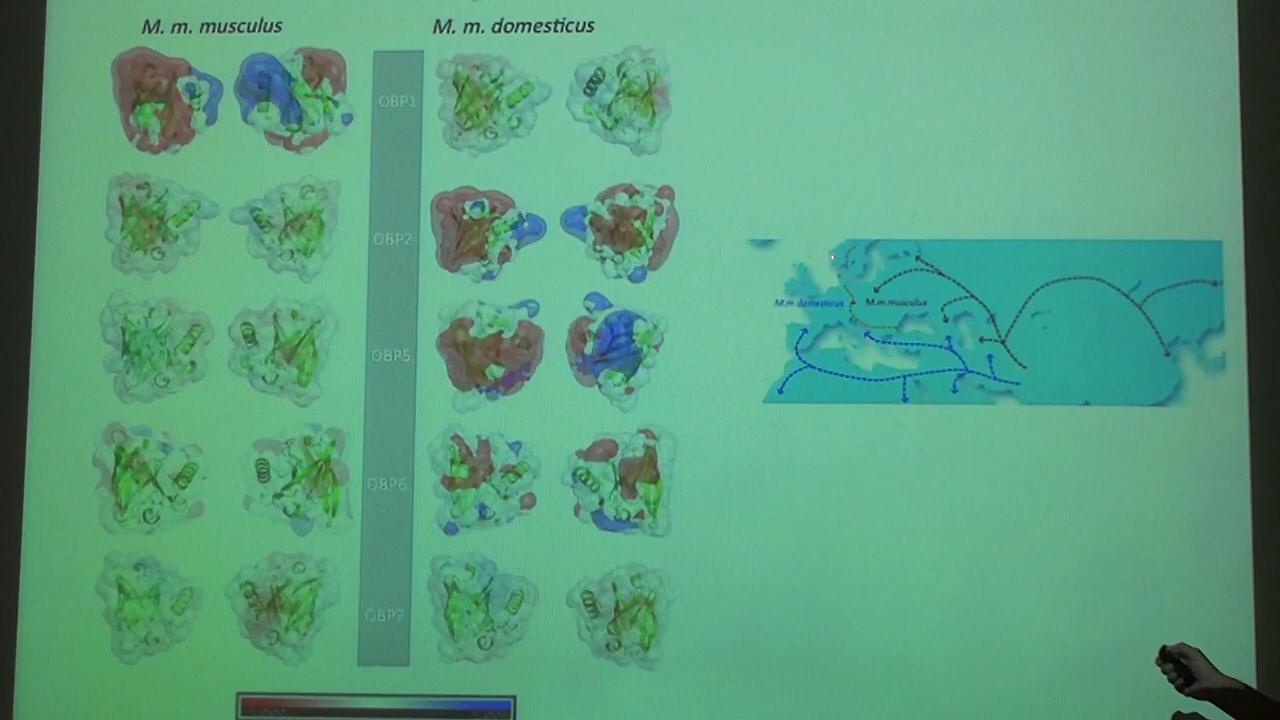 M. m. musculus
M. m. domesticus
OBP1
OBP2
OBP5
OBP6
OBP7
M.m. domesticus
M.m.musculus